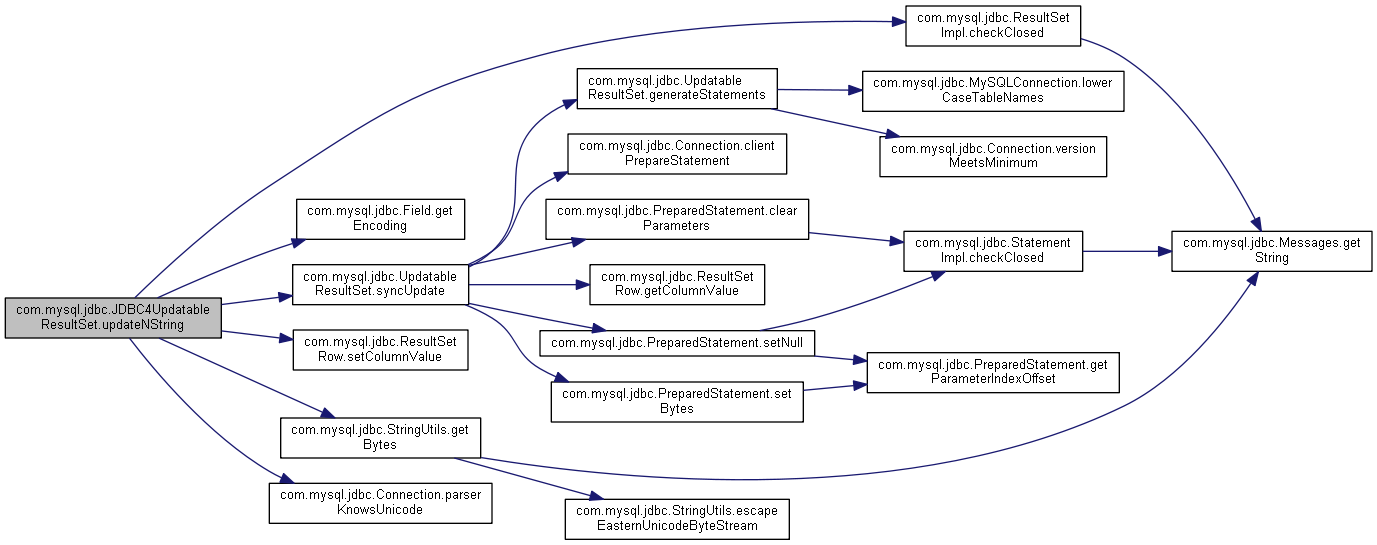 com.mysql.jdbc.JDBC4Updatable
ResultSet.updateNString
com.mysql.jdbc.ResultSet
Impl.checkClosed
com.mysql.jdbc.Field.get
Encoding
com.mysql.jdbc.Updatable
ResultSet.syncUpdate
com.mysql.jdbc.ResultSet
Row.setColumnValue
com.mysql.jdbc.StringUtils.get
Bytes
com.mysql.jdbc.Connection.parser
KnowsUnicode
com.mysql.jdbc.Updatable
ResultSet.generateStatements
com.mysql.jdbc.Connection.client
PrepareStatement
com.mysql.jdbc.PreparedStatement.clear
Parameters
com.mysql.jdbc.ResultSet
Row.getColumnValue
com.mysql.jdbc.PreparedStatement.setNull
com.mysql.jdbc.PreparedStatement.set
Bytes
com.mysql.jdbc.StringUtils.escape
EasternUnicodeByteStream
com.mysql.jdbc.MySQLConnection.lower
CaseTableNames
com.mysql.jdbc.Connection.version
MeetsMinimum
com.mysql.jdbc.Statement
Impl.checkClosed
com.mysql.jdbc.PreparedStatement.get
ParameterIndexOffset
com.mysql.jdbc.Messages.get
String